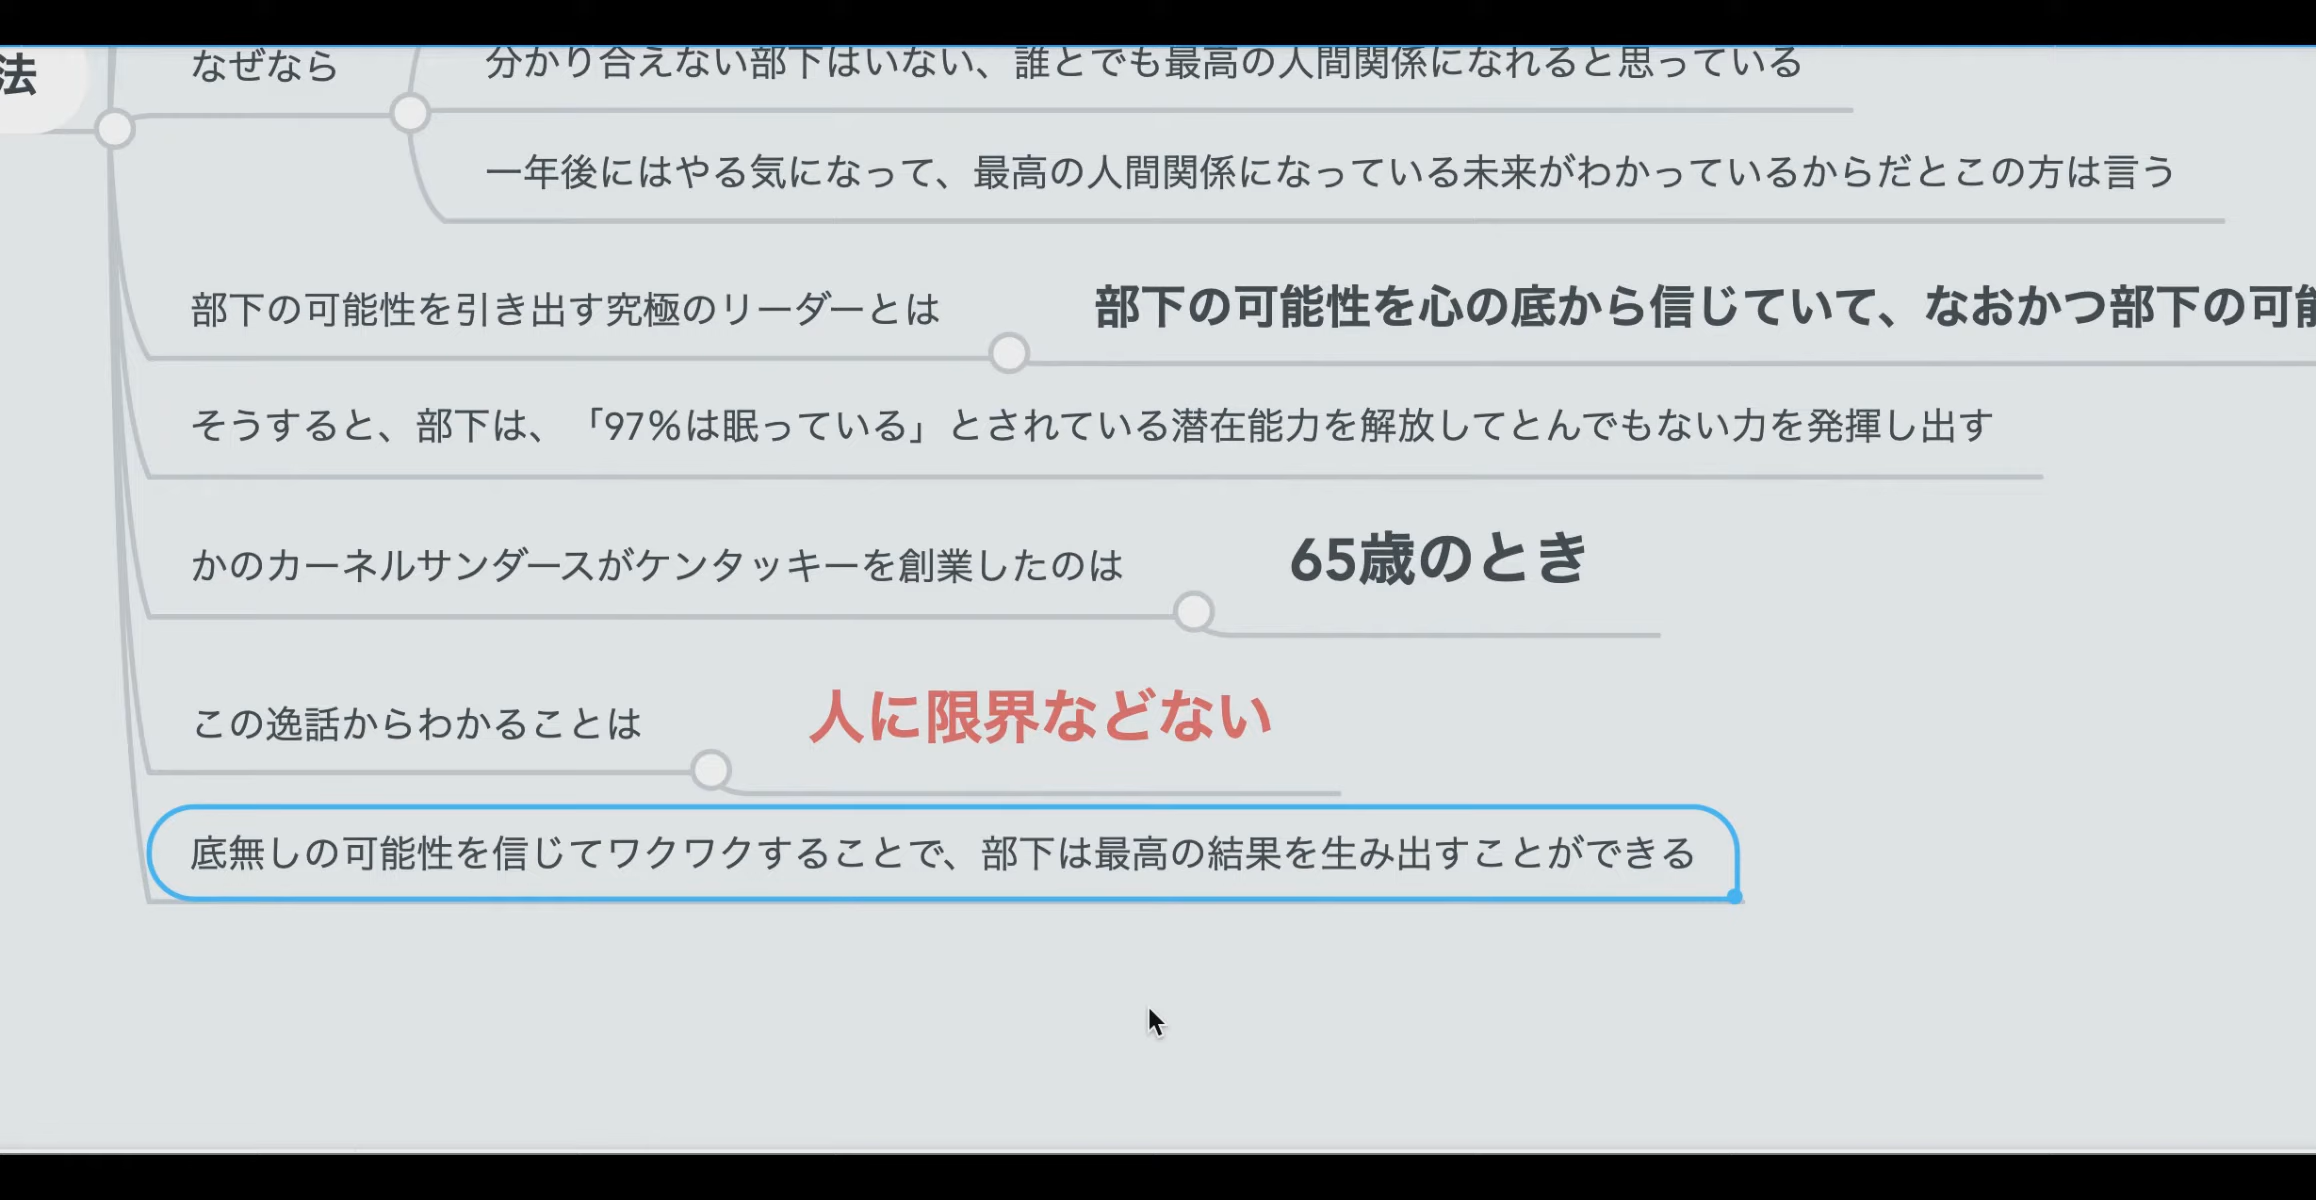 法
なぜなら
分かり合えない部下はいない、誰とでも最高の人間関係になれると思っている
一年後にはやる気になって、最高の人間関係になっている未来がわかっているからだとこの方は言う
部下の可能性を引き出す究極のリーダーとは
部下の可能性を心の底から信じていて、なおかつ部下の可能
そうすると、部下は、「97％は眠っている」とされている潜在能力を解放してとんでもない力を発揮し出す
かのカーネルサンダースがケンタッキーを創業したのは
65歳のとき
この逸話からわかることは
人に限界などない
底無しの可能性を信じてワクワクすることで、部下は最高の結果を生み出すことができる